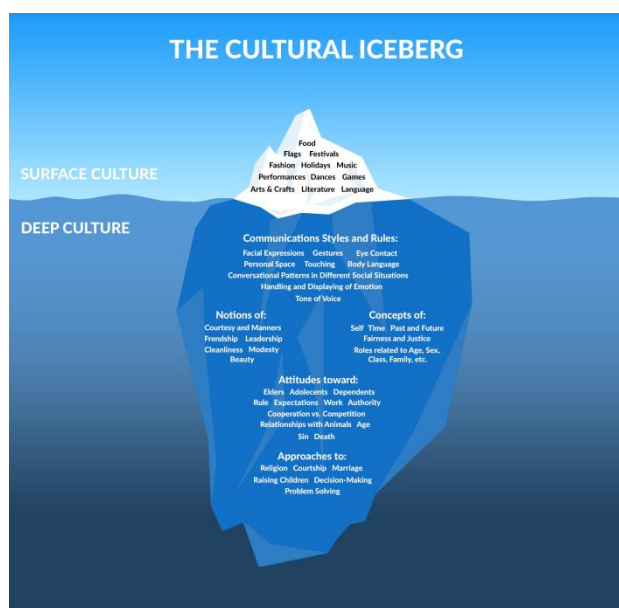 THE CULTURAL ICEBERG
Food
Flags Festivals
Fashion Holidays Music
Performances Dances Games
Arts & Crafts Literature Language
SURFACE CULTURE
DEEP CULTURE
Communications Styles and Rules:
Facial Expressions Gestures Eye Contact
Personal Space Touching Body Language
Conversational Patterns in Different Social Situations
Handling and Displaying of Emotion
Tone of Voice
Notions of:
Courtesy and Manners
Frendship Leadership
Cleanliness Modesty
Beauty
Concepts of:
Self Time Past and Future
Fairness and Justice
Roles related to Age, Sex,
Class, Family, etc.
Attitudes toward:
Elders Adolecents Dependents
Rule Expectations Work Authority
Cooperation vs. Competition
Relationships with Animals Age
Sin Death
Approaches to:
Religion Courtship Marriage
Raising Children Decision-Making
Problem Solving